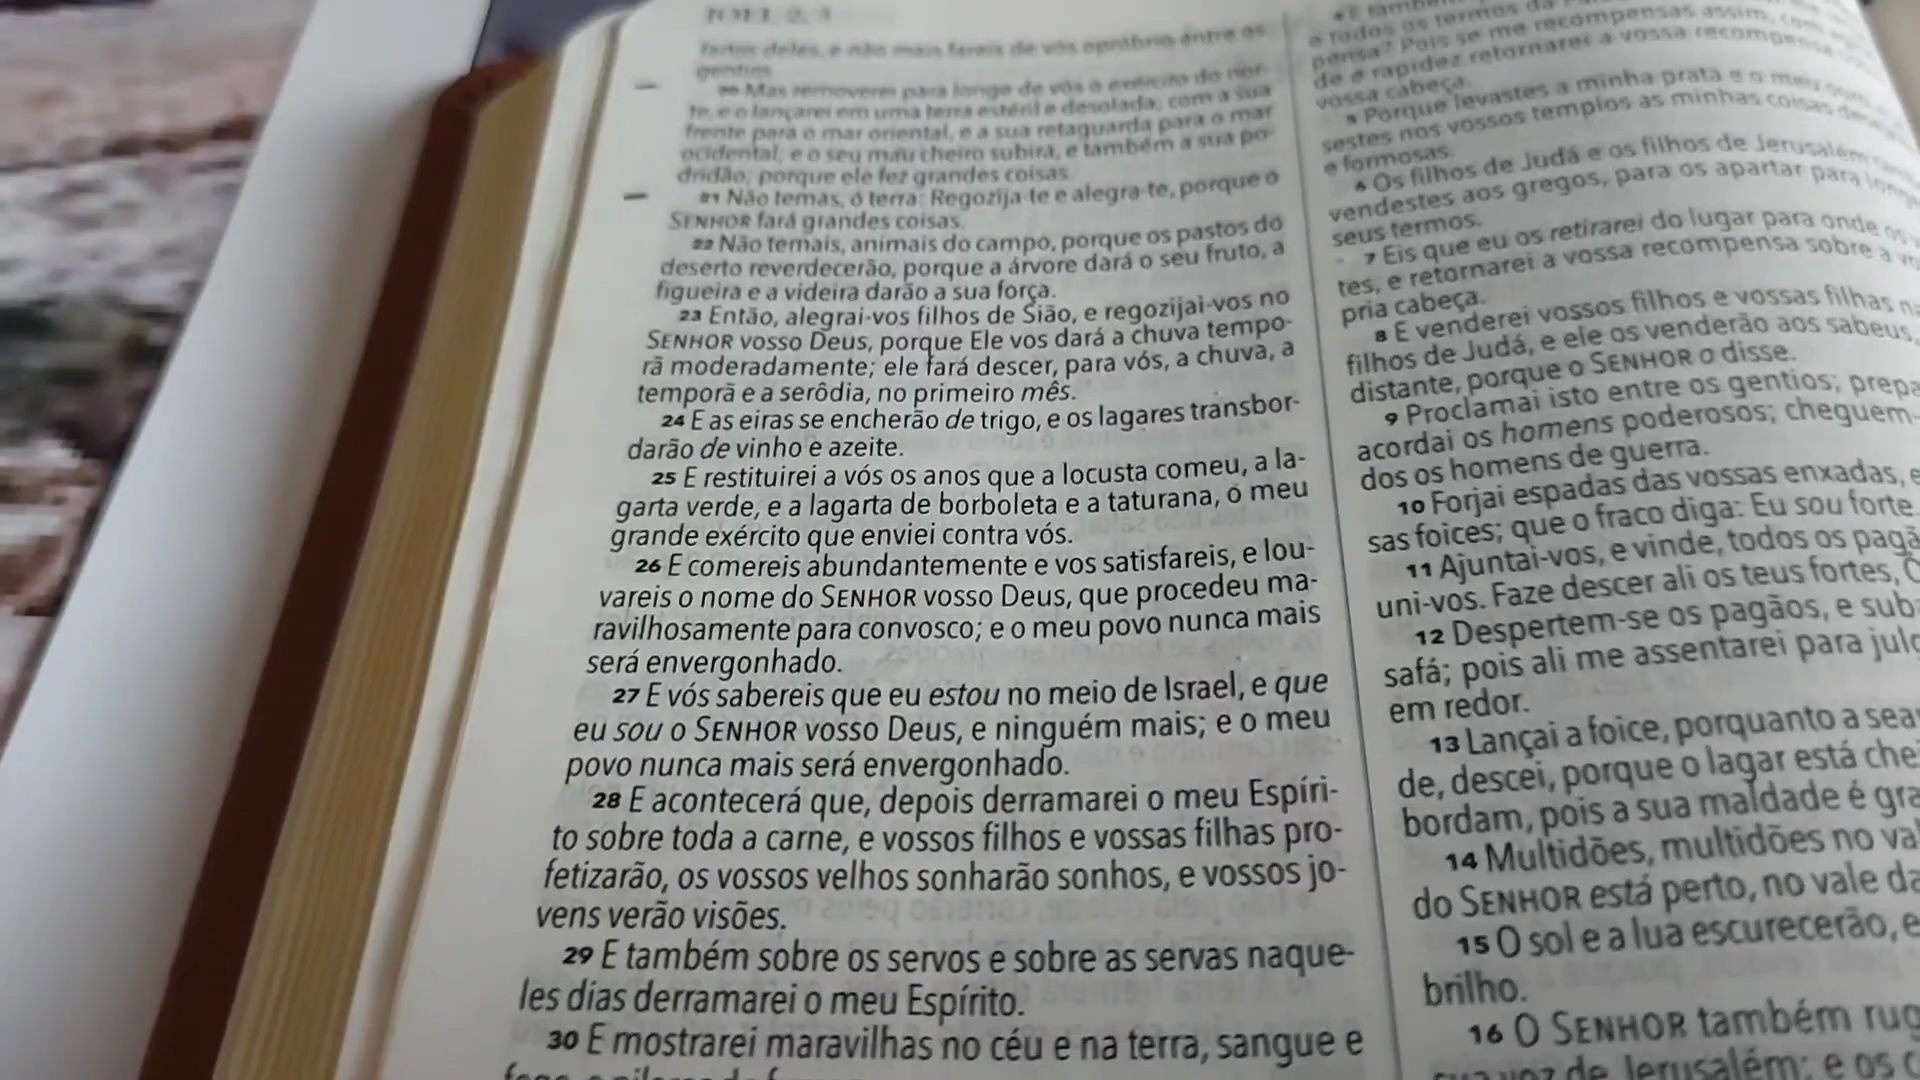 JOEL 2, 3
fartos deles, e não mais farei de vós opróbrio entre os
gentios.
20 Mas removerei para longe de vós o exército do nor-
te, e o lançarei em uma terra estéril e desolada, com a sua
frente para o mar oriental, e a sua retaguarda para o mar
ocidental, e o seu mau cheiro subirá, e também a sua po-
dridão; porque ele fez grandes coisas.
21 Não temas, ó terra: Regozija-te e alegra-te, porque o
SENHOR fará grandes coisas.
22 Não temais, animais do campo, porque os pastos do
deserto reverdecerão, porque a árvore dará o seu fruto, a
figueira e a videira darão a sua força.
23 Então, alegrai-vos filhos de Sião, e regozijai-vos no
SENHOR vosso Deus, porque Ele vos dará a chuva tempo-
rã moderadamente; ele fará descer, para vós, a chuva, a
temporã e a serôdia, no primeiro mês.
24 E as eiras se encherão de trigo, e os lagares transbor-
darão de vinho e azeite.
25 E restituirei a vós os anos que a locusta comeu, a la-
garta verde, e a lagarta de borboleta e a taturana, o meu
grande exército que enviei contra vós.
26 E comereis abundantemente e vos satisfareis, e lou-
vareis o nome do SENHOR vosso Deus, que procedeu ma-
ravilhosamente para convosco; e o meu povo nunca mais
será envergonhado.
27 E vós sabereis que eu estou no meio de Israel, e que
eu sou o SENHOR vosso Deus, e ninguém mais; e o meu
povo nunca mais será envergonhado.
28 E acontecerá que, depois derramarei o meu Espíri-
to sobre toda a carne, e vossos filhos e vossas filhas pro-
fetizarão, os vossos velhos sonharão sonhos, e vossos jo-
vens verão visões.
29 E também sobre os servos e sobre as servas naque-
les dias derramarei o meu Espírito.
30 E mostrarei maravilhas no céu e na terra, sangue e
e todos os termos da
pensa? Pois se me recompensas assim, com
de e rapidez retornarei a vossa recompensa
vossa cabeça.
5 Porque levastes a minha prata e o meu ouro, e
sestes nos vossos templos as minhas coisas
e formosas.
6 Os filhos de Judá e os filhos de Jerusalém
vendestes aos gregos, para os apartar para
seus termos.
7 Eis que eu os retirarei do lugar para onde os
tes, e retornarei a vossa recompensa sobre a
pria cabeça.
8 E venderei vossos filhos e vossas filhas
filhos de Judá, e ele os venderão aos sabeus,
distante, porque o SENHOR o disse.
9 Proclamai isto entre os gentios; prepa
acordai os homens poderosos; cheguem-
dos os homens de guerra.
10 Forjai espadas das vossas enxadas, e
sas foices; que o fraco diga: Eu sou forte.
11 Ajuntai-vos, e vinde, todos os pagã
uni-vos. Faze descer ali os teus fortes, Ó
12 Despertem-se os pagãos, e sub
safá; pois ali me assentarei para julg
em redor.
13 Lançai a foice, porquanto a sea
de, descei, porque o lagar está chei
bordam, pois a sua maldade é gra
14 Multidões, multidões no va
do SENHOR está perto, no vale da
15 O sol e a lua escurecerão, e
brilho.
16 O SENHOR também rug
voz de Jerusalém; e os c